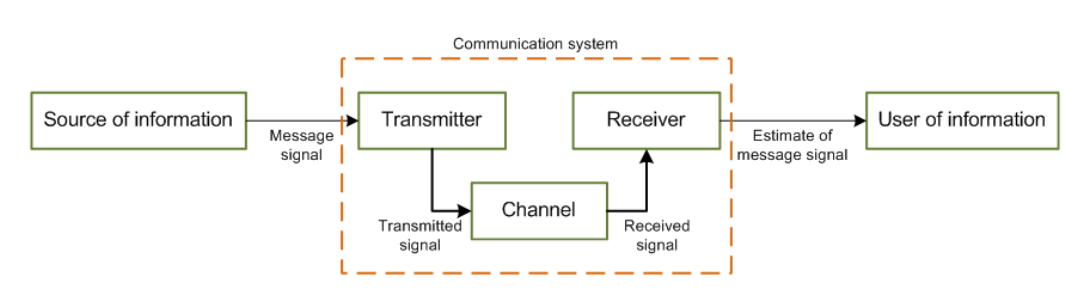 Communication system
Source of information
Message
signal
Transmitter
Transmitted
signal
Channel
Received
signal
Receiver
Estimate of
message signal
User of information